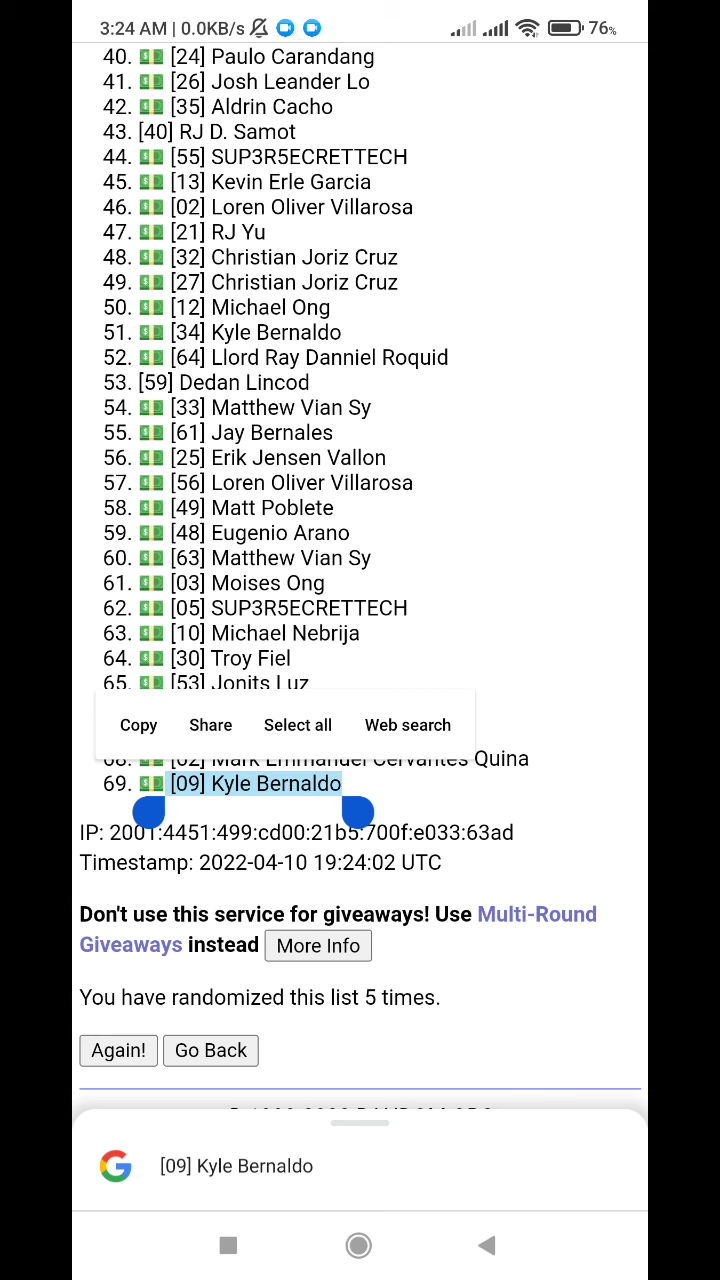 3:24 AM | 0.0KB/s 76%
40. 💵 [24] Paulo Carandang
41. 💵 [26] Josh Leander Lo
42. 💵 [35] Aldrin Cacho
43. [40] RJ D. Samot
44. 💵 [55] SUP3R5ECRETTECH
45. 💵 [13] Kevin Erle Garcia
46. 💵 [02] Loren Oliver Villarosa
47. 💵 [21] RJ Yu
48. 💵 [32] Christian Joriz Cruz
49. 💵 [27] Christian Joriz Cruz
50. 💵 [12] Michael Ong
51. 💵 [34] Kyle Bernaldo
52. 💵 [64] Llord Ray Danniel Roquid
53. [59] Dedan Lincod
54. 💵 [33] Matthew Vian Sy
55. 💵 [61] Jay Bernales
56. 💵 [25] Erik Jensen Vallon
57. 💵 [56] Loren Oliver Villarosa
58. 💵 [49] Matt Poblete
59. 💵 [48] Eugenio Arano
60. 💵 [63] Matthew Vian Sy
61. 💵 [03] Moises Ong
62. 💵 [05] SUP3R5ECRETTECH
63. 💵 [10] Michael Nebrija
64. 💵 [30] Troy Fiel
65. 💵 [53] Jonits Luz
Copy Share Select all Web search
68. 💵 Mark Emmanuel Cervantes Quina
69. 💵 [09] Kyle Bernaldo
IP: 2001:4451:499:cd00:21b5:700f:e033:63ad
Timestamp: 2022-04-10 19:24:02 UTC
Don't use this service for giveaways! Use Multi-Round
Giveaways instead More Info
You have randomized this list 5 times.
Again! Go Back
[09] Kyle Bernaldo